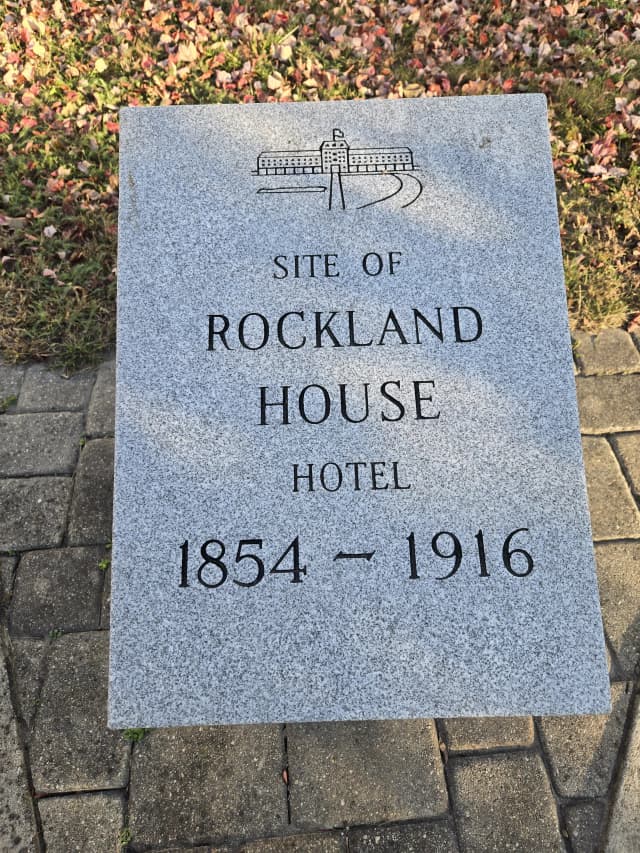 SITE OF
ROCKLAND
HOUSE
HOTEL
1854 - 1916